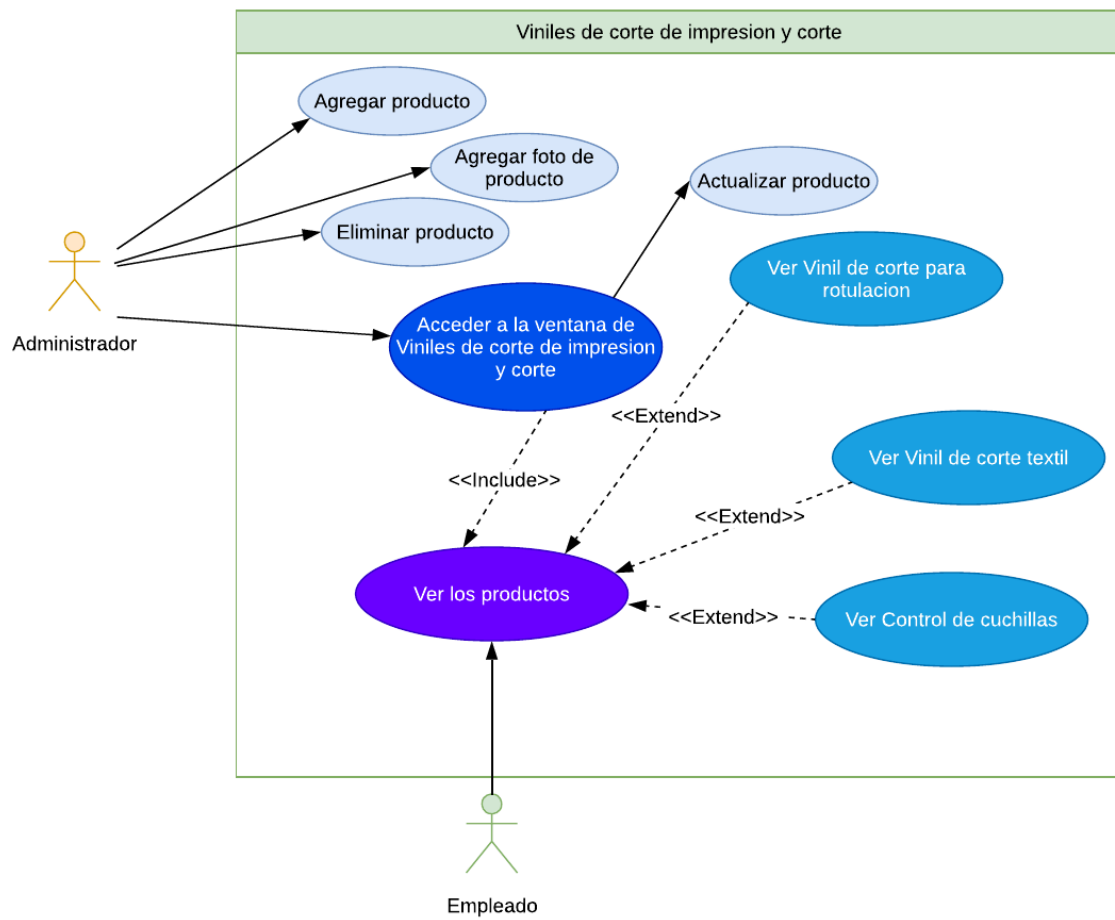 Viniles de corte de impresion y corte
Agregar producto
Agregar foto de
producto
Actualizar producto
Eliminar producto
Ver Vinil de corte para
rotulacion
Administrador
Acceder a la ventana de
Viniles de corte de impresion
y corte
<<Extend>>
Ver Vinil de corte textil
<<Include>>
<<Extend>>
Ver los productos
<<Extend>>
Ver Control de cuchillas
Empleado